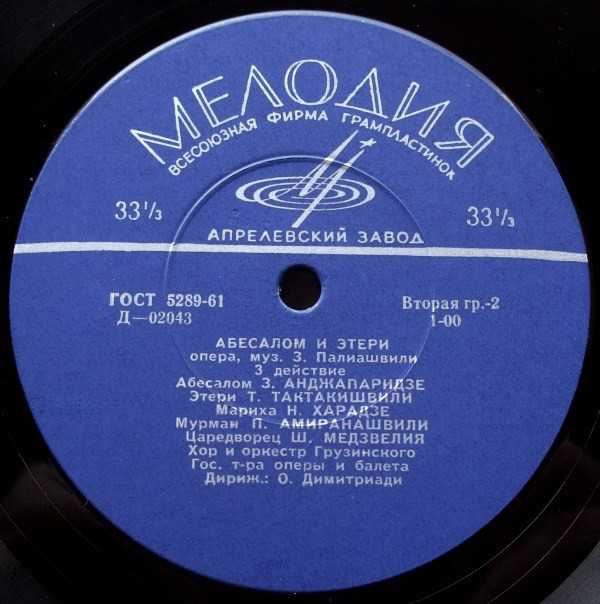 МЕЛОДИЯ
ВСЕСОЮЗНАЯ ФИРМА ГРАМПЛАСТИНОК
33⅓ 33⅓
АПРЕЛЕВСКИЙ ЗАВОД
ГОСТ 5289-61 Вторая гр.-2
Д—02043 1-00
АБЕСАЛОМ И ЭТЕРИ
опера, муз. З. Палиашвили
3 действие
Абесалом З. АНДЖАПАРИДЗЕ
Этери Т. ТАКТАКИШВИЛИ
Мариха Н. ХАРАДЗЕ
Мурман П. АМИРАНАШВИЛИ
Царедворец Ш. МЕДЗВЕЛИЯ
Хор и оркестр Грузинского
Гос. т-ра оперы и балета
Дириж.: О. Димитриади